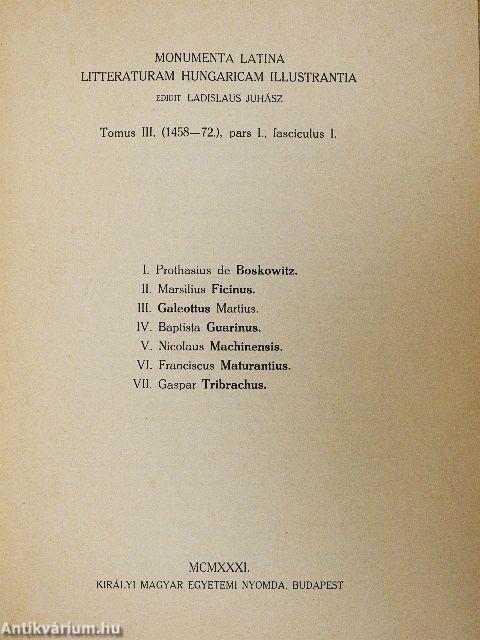 MONUMENTA LATINA
LITTERATURAM HUNGARICAM ILLUSTRANTIA
EDIDIT LADISLAUS JUHÁSZ
Tomus III. (1458—72.), pars I., fasciculus I.
I. Prothasius de Boskowitz.
II. Marsilius Ficinus.
III. Galeottus Martius.
IV. Baptista Guarinus.
V. Nicolaus Machinensis.
VI. Franciscus Maturantius.
VII. Gaspar Tribrachus.
MCMXXXI.
KIRÁLYI MAGYAR EGYETEMI NYOMDA, BUDAPEST
Antikvárium.hu